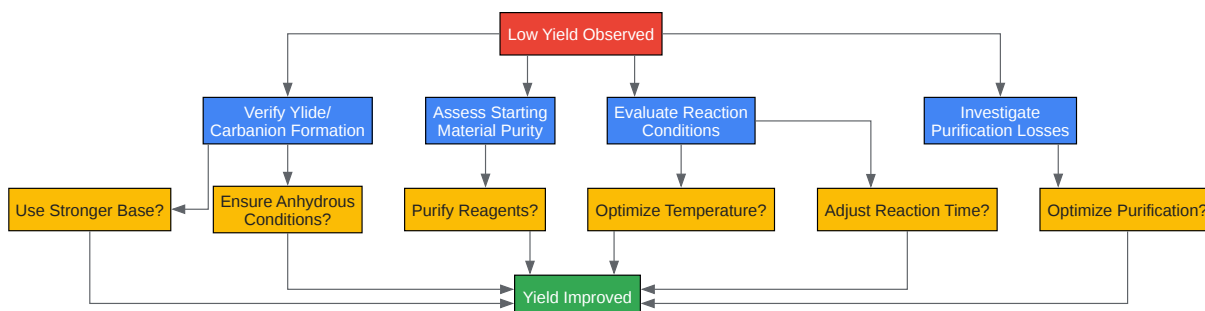 Low Yield Observed
Verify Ylide/
Carbanion Formation
Assess Starting
Material Purity
Evaluate Reaction
Conditions
Investigate
Purification Losses
Use Stronger Base?
Ensure Anhydrous
Conditions?
Purify Reagents?
Optimize Temperature?
Adjust Reaction Time?
Optimize Purification?
Yield Improved